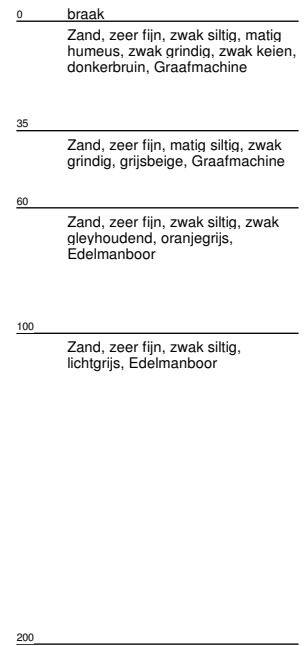 0 braak
Zand, zeer fijn, zwak siltig, matig
humeus, zwak grindig, zwak keien,
donkerbruin, Graafmachine
35
Zand, zeer fijn, matig siltig, zwak
grindig, grijsbeige, Graafmachine
60
Zand, zeer fijn, zwak siltig, zwak
gleyhoudend, oranjegrijs,
Edelmanboor
100
Zand, zeer fijn, zwak siltig,
lichtgrijs, Edelmanboor
200